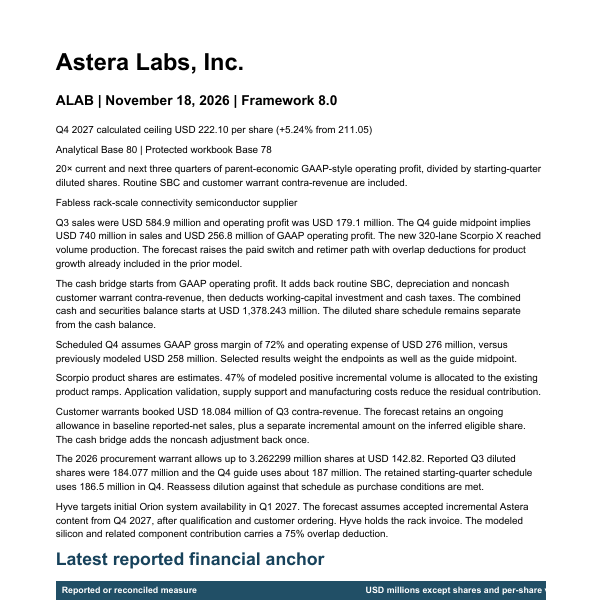 Astera Labs, Inc.
ALAB | November 18, 2026 | Framework 8.0
Q4 2027 calculated ceiling USD 222.10 per share (+5.24% from 211.05)
Analytical Base 80 | Protected workbook Base 78
20× current and next three quarters of parent-economic GAAP-style operating profit, divided by starting-quarter
diluted shares. Routine SBC and customer warrant contra-revenue are included.
Fabless rack-scale connectivity semiconductor supplier
Q3 sales were USD 584.9 million and operating profit was USD 179.1 million. The Q4 guide midpoint implies
USD 740 million in sales and USD 256.8 million of GAAP operating profit. The new 320-lane Scorpio X reached
volume production. The forecast raises the paid switch and retimer path with overlap deductions for product
growth already included in the prior model.
The cash bridge starts from GAAP operating profit. It adds back routine SBC, depreciation and noncash
customer warrant contra-revenue, then deducts working-capital investment and cash taxes. The combined
cash and securities balance starts at USD 1,378.243 million. The diluted share schedule remains separate
from the cash balance.
Scheduled Q4 assumes GAAP gross margin of 72% and operating expense of USD 276 million, versus
previously modeled USD 258 million. Selected results weight the endpoints as well as the guide midpoint.
Scorpio product shares are estimates. 47% of modeled positive incremental volume is allocated to the existing
product ramps. Application validation, supply support and manufacturing costs reduce the residual contribution.
Customer warrants booked USD 18.084 million of Q3 contra-revenue. The forecast retains an ongoing
allowance in baseline reported-net sales, plus a separate incremental amount on the inferred eligible share.
The cash bridge adds the noncash adjustment back once.
The 2026 procurement warrant allows up to 3.262299 million shares at USD 142.82. Reported Q3 diluted
shares were 184.077 million and the Q4 guide uses about 187 million. The retained starting-quarter schedule
uses 186.5 million in Q4. Reassess dilution against that schedule as purchase conditions are met.
Hyve targets initial Orion system availability in Q1 2027. The forecast assumes accepted incremental Astera
content from Q4 2027, after qualification and customer ordering. Hyve holds the rack invoice. The modeled
silicon and related component contribution carries a 75% overlap deduction.
Latest reported financial anchor
Reported or reconciled measure USD millions except shares and per-share